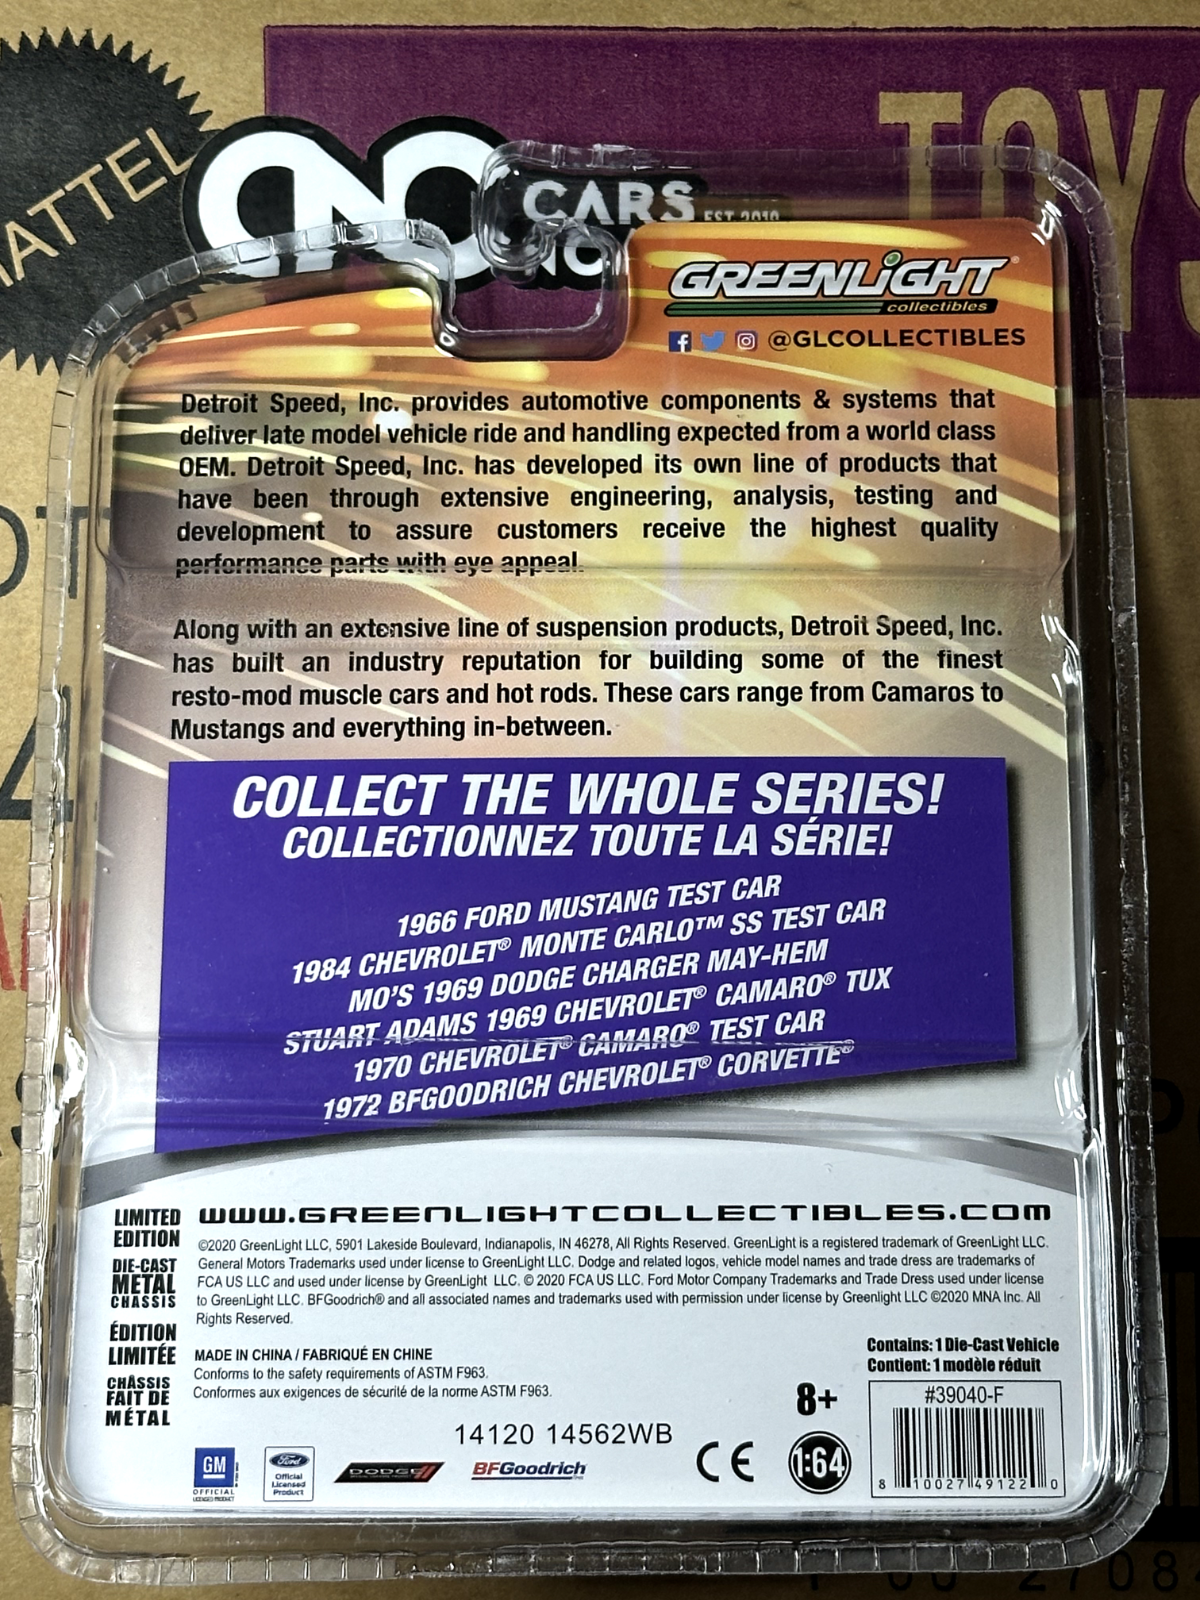 MATTEL
TOYS
CARS
EST 2019
NO
GREENLiGHT®
collectibles
@GLCOLLECTIBLES
Detroit Speed, Inc. provides automotive components & systems that
deliver late model vehicle ride and handling expected from a world class
OEM. Detroit Speed, Inc. has developed its own line of products that
have been through extensive engineering, analysis, testing and
development to assure customers receive the highest quality
performance parts with eye appeal.
Along with an extensive line of suspension products, Detroit Speed, Inc.
has built an industry reputation for building some of the finest
resto-mod muscle cars and hot rods. These cars range from Camaros to
Mustangs and everything in-between.
COLLECT THE WHOLE SERIES!
COLLECTIONNEZ TOUTE LA SÉRIE!
1966 FORD MUSTANG TEST CAR
1984 CHEVROLET® MONTE CARLO™ SS TEST CAR
MO'S 1969 DODGE CHARGER MAY-HEM
STUART ADAMS 1969 CHEVROLET® CAMARO® TUX
1970 CHEVROLET® CAMARO® TEST CAR
1972 BFGOODRICH CHEVROLET® CORVETTE®
LIMITED
EDITION
DIE-CAST
METAL
CHASSIS
ÉDITION
LIMITÉE
CHÂSSIS
FAIT DE
MÉTAL
WWW.GREENLIGHTCOLLECTIBLES.COM
©2020 GreenLight LLC, 5901 Lakeside Boulevard, Indianapolis, IN 46278, All Rights Reserved. GreenLight is a registered trademark of GreenLight LLC.
General Motors Trademarks used under license to GreenLight LLC. Dodge and related logos, vehicle model names and trade dress are trademarks of
FCA US LLC and used under license by GreenLight LLC. © 2020 FCA US LLC. Ford Motor Company Trademarks and Trade Dress used under license
to GreenLight LLC. BFGoodrich® and all associated names and trademarks used with permission under license by Greenlight LLC ©2020 MNA Inc. All
Rights Reserved.
MADE IN CHINA / FABRIQUÉ EN CHINE
Conforms to the safety requirements of ASTM F963.
Conformes aux exigences de sécurité de la norme ASTM F963.
14120 14562WB
Contains: 1 Die-Cast Vehicle
Contient: 1 modèle réduit
8+
#39040-F
GM
OFFICIAL
LICENSED PRODUCT
Ford
Official
Licensed
Product
DODGE
BFGoodrich
CE
1:64
8 10027 49122 0